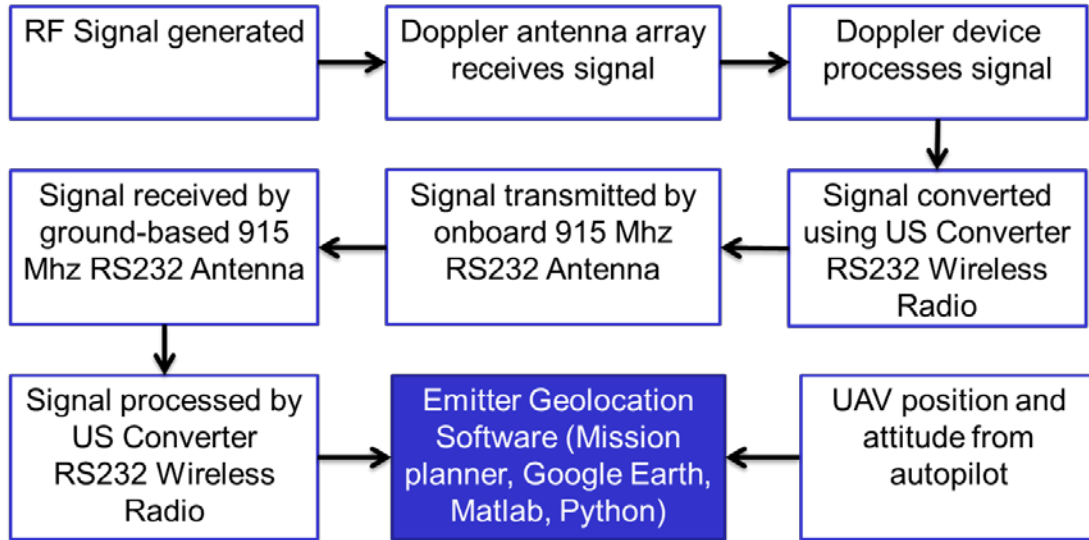 RF Signal generated
Doppler antenna array
receives signal
Doppler device
processes signal
Signal converted
using US Converter
RS232 Wireless
Radio
Signal transmitted by
onboard 915 Mhz
RS232 Antenna
Signal received by
ground-based 915
Mhz RS232 Antenna
Signal processed by
US Converter
RS232 Wireless
Radio
Emitter Geolocation
Software (Mission
planner, Google Earth,
Matlab, Python)
UAV position and
attitude from
autopilot